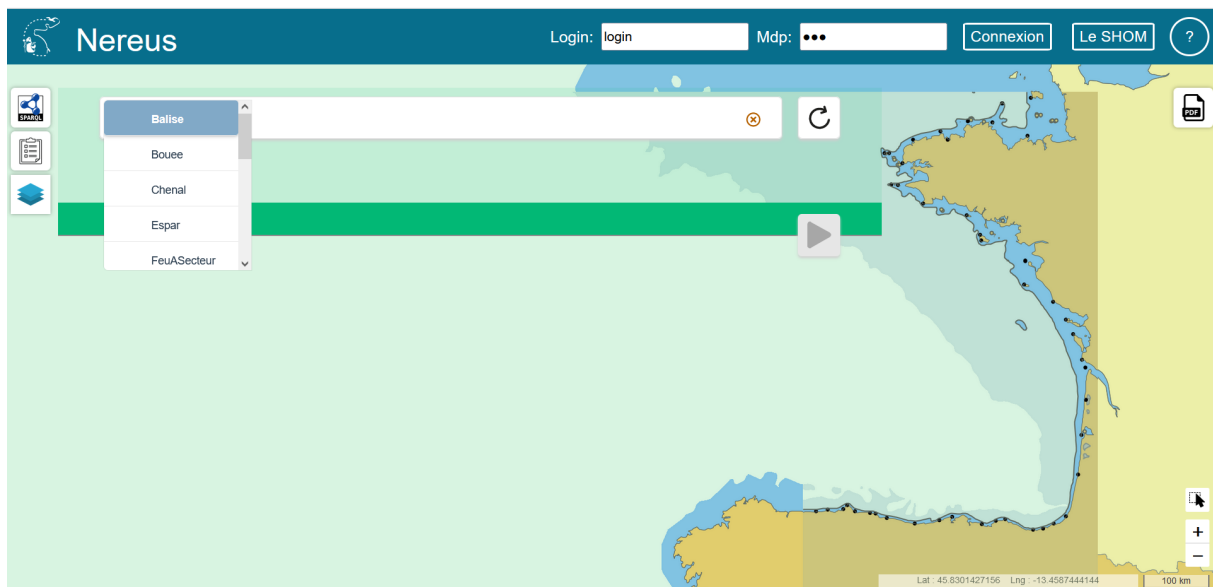 Nereus
Login: login Mdp: ••• Connexion Le SHOM ?
SPARQL
PDF
Balise
Bouee
Chenal
Espar
FeuASecteur
+
−
Lat : 45.8301427156 Lng : -13.4587444144 100 km